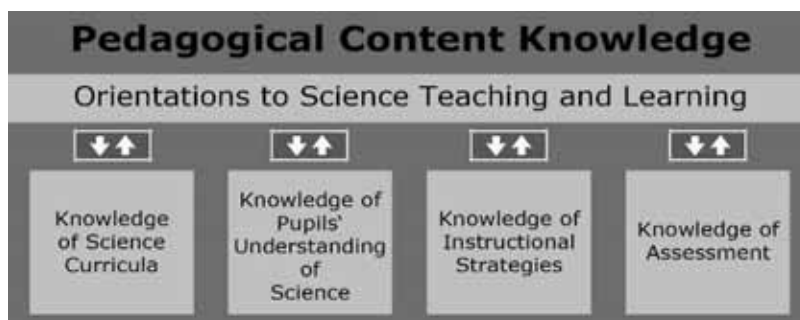 Pedagogical Content Knowledge
Orientations to Science Teaching and Learning
Knowledge
of Science
Curricula
Knowledge of
Pupils'
Understanding
of
Science
Knowledge of
Instructional
Strategies
Knowledge of
Assessment